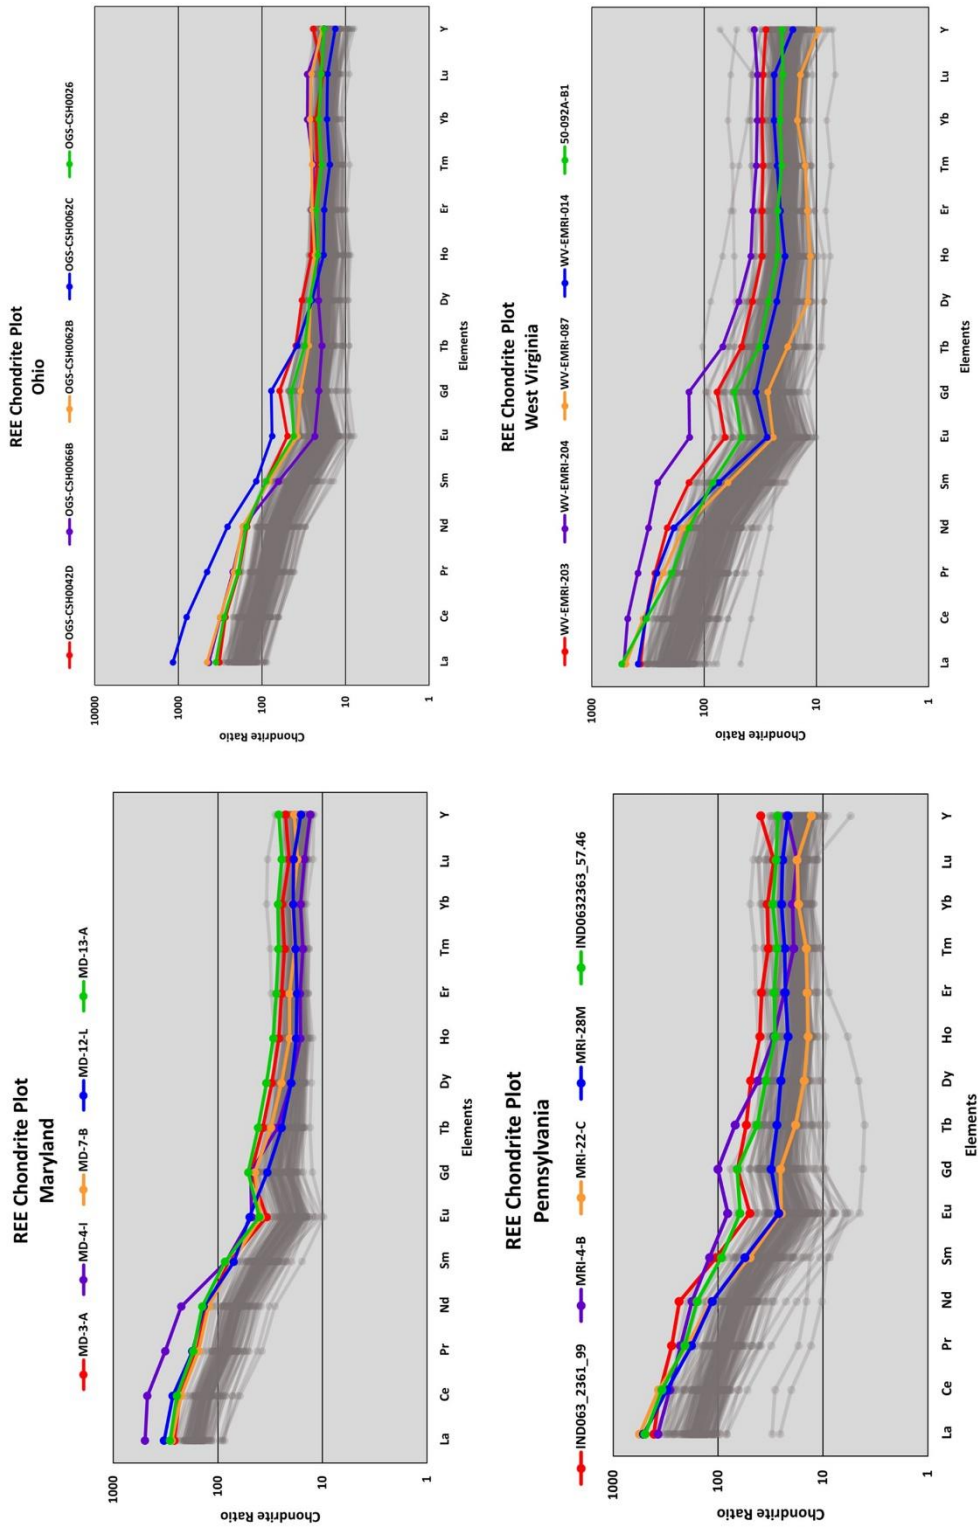 REE Chondrite Plot
Maryland
MD-3-A MD-4-I MD-7-B MD-12-L MD-13-A
1000
100
10
1
Chondrite Ratio
La Ce Pr Nd Sm Eu Gd Tb Dy Ho Er Tm Yb Lu Y
Elements
REE Chondrite Plot
Ohio
OGS-CSH0042D OGS-CSH0066B OGS-CSH0062B OGS-CSH0062C OGS-CSH0026
10000
1000
100
10
1
Chondrite Ratio
La Ce Pr Nd Sm Eu Gd Tb Dy Ho Er Tm Yb Lu Y
Elements
REE Chondrite Plot
Pennsylvania
IND063_2361_99 MRI-4-B MRI-22-C MRI-28M IND0632363_57.46
1000
100
10
1
Chondrite Ratio
La Ce Pr Nd Sm Eu Gd Tb Dy Ho Er Tm Yb Lu Y
Elements
REE Chondrite Plot
West Virginia
WV-EMRI-203 WV-EMRI-204 WV-EMRI-087 WV-EMRI-014 50-092A-B1
1000
100
10
1
Chondrite Ratio
La Ce Pr Nd Sm Eu Gd Tb Dy Ho Er Tm Yb Lu Y
Elements